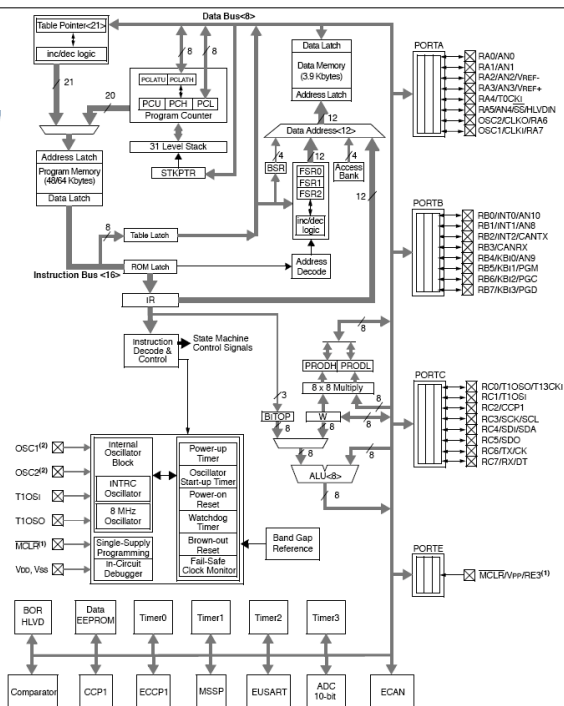 Data Bus<8>
Table Pointer<21>
inc/dec logic
21
20
8
8
PCLATU PCLATH
PCU PCH PCL
Program Counter
31 Level Stack
STKPTR
Data Latch
Data Memory
(3.9 Kbytes)
Address Latch
12
Data Address<12>
4
12
4
BSR
FSR0
FSR1
FSR2
Access
Bank
inc/dec
logic
12
Address
Decode
Address Latch
Program Memory
(48/64 Kbytes)
Data Latch
8
Table Latch
Instruction Bus <16>
ROM Latch
IR
Instruction
Decode &
Control
State Machine
Control Signals
8
PRODH PRODL
8 x 8 Multiply
3
8
BITOP
W
8
8
8
8
8
ALU<8>
8
OSC1(2)
OSC2(2)
T1OSI
T1OSO
MCLR(1)
VDD, VSS
Internal
Oscillator
Block
INTRC
Oscillator
8 MHz
Oscillator
Single-Supply
Programming
In-Circuit
Debugger
Power-up
Timer
Oscillator
Start-up Timer
Power-on
Reset
Watchdog
Timer
Brown-out
Reset
Fail-Safe
Clock Monitor
Band Gap
Reference
PORTA
RA0/AN0
RA1/AN1
RA2/AN2/VREF-
RA3/AN3/VREF+
RA4/T0CKI
RA5/AN4/SS/HLVDIN
OSC2/CLKO/RA6
OSC1/CLKI/RA7
PORTB
RB0/INT0/AN10
RB1/INT1/AN8
RB2/INT2/CANTX
RB3/CANRX
RB4/KBI0/AN9
RB5/KBI1/PGM
RB6/KBI2/PGC
RB7/KBI3/PGD
PORTC
RC0/T1OSO/T13CKI
RC1/T1OSI
RC2/CCP1
RC3/SCK/SCL
RC4/SDI/SDA
RC5/SDO
RC6/TX/CK
RC7/RX/DT
PORTE
MCLR/VPP/RE3(1)
BOR
HLVD
Data
EEPROM
Timer0
Timer1
Timer2
Timer3
Comparator
CCP1
ECCP1
MSSP
EUSART
ADC
10-bit
ECAN